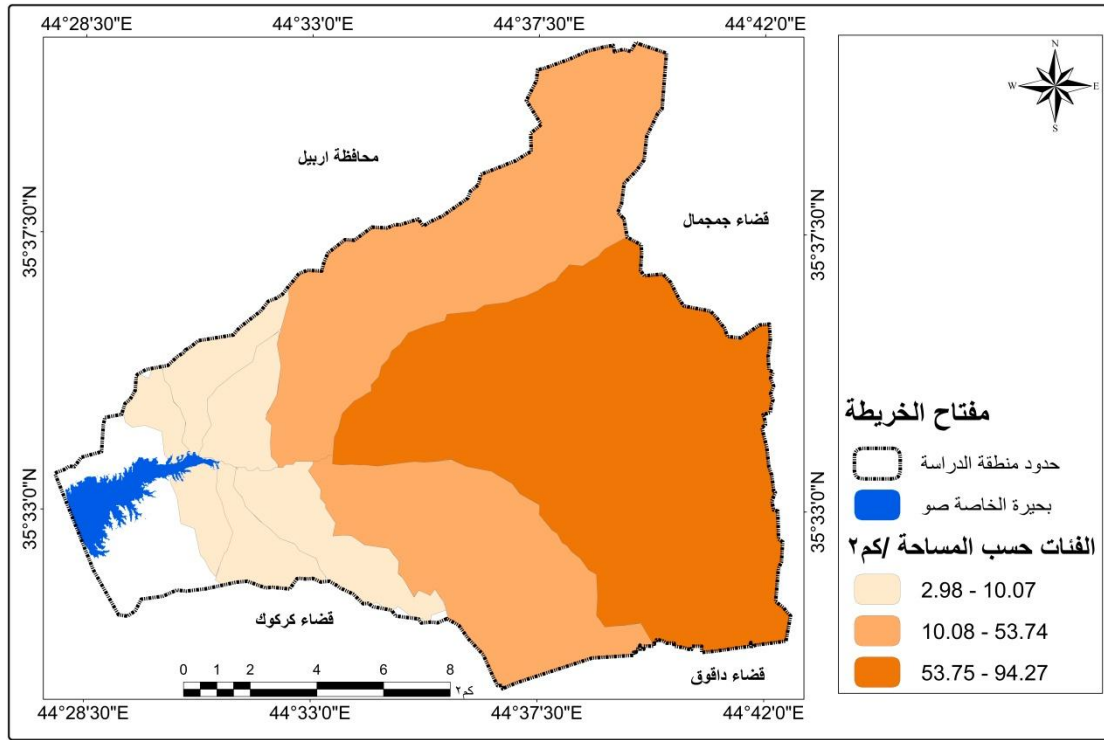 44°28'30"E 44°33'0"E 44°37'30"E 44°42'0"E
N
W E
S
محافظة اربيل
قضاء جمجمال
35°37'30"N 35°37'30"N
مفتاح الخريطة
حدود منطقة الدراسة
بحيرة الخاصة صو
الفئات حسب المساحة /كم٢
2.98 - 10.07
10.08 - 53.74
53.75 - 94.27
35°33'0"N 35°33'0"N
قضاء كركوك
قضاء داقوق
0 1 2 4 6 8
كم٢
44°28'30"E 44°33'0"E 44°37'30"E 44°42'0"E